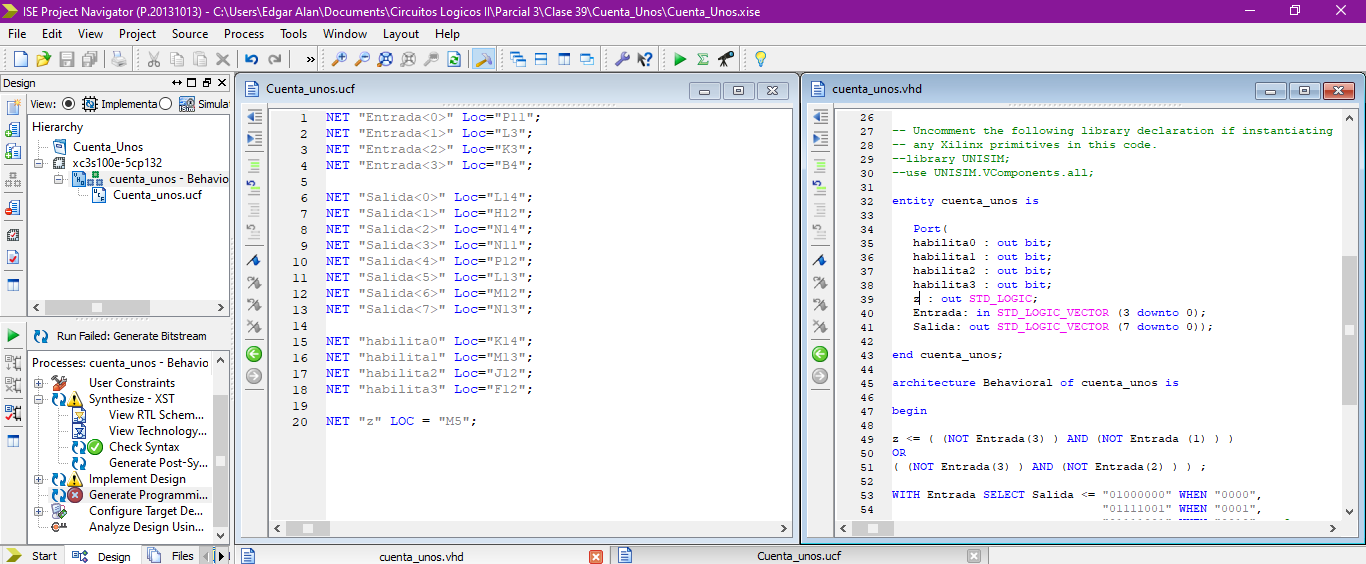 ISE Project Navigator (P.20131013) - C:\Users\Edgar Alan\Documents\Circuitos Logicos II\Parcial 3\Clase 39\Cuenta_Unos\Cuenta_Unos.xise
File Edit View Project Source Process Tools Window Layout Help
»
Design
View: Implementa Simula
Hierarchy
Cuenta_Unos
xc3s100e-5cp132
cuenta_unos - Behavio
Cuenta_unos.ucf
Run Failed: Generate Bitstream
Processes: cuenta_unos - Behavio
User Constraints
Synthesize - XST
View RTL Schem...
View Technology...
Check Syntax
Generate Post-Sy...
Implement Design
Generate Programmi...
Configure Target De...
Analyze Design Usin...
Start Design Files
Cuenta_unos.ucf
1 NET "Entrada<0>" Loc="P11";
2 NET "Entrada<1>" Loc="L3";
3 NET "Entrada<2>" Loc="K3";
4 NET "Entrada<3>" Loc="B4";
5
6 NET "Salida<0>" Loc="L14";
7 NET "Salida<1>" Loc="H12";
8 NET "Salida<2>" Loc="N14";
9 NET "Salida<3>" Loc="N11";
10 NET "Salida<4>" Loc="P12";
11 NET "Salida<5>" Loc="L13";
12 NET "Salida<6>" Loc="M12";
13 NET "Salida<7>" Loc="N13";
14
15 NET "habilita0" Loc="K14";
16 NET "habilita1" Loc="M13";
17 NET "habilita2" Loc="J12";
18 NET "habilita3" Loc="F12";
19
20 NET "z" LOC = "M5";
cuenta_unos.vhd
26
27 -- Uncomment the following library declaration if instantiating
28 -- any Xilinx primitives in this code.
29 --library UNISIM;
30 --use UNISIM.VComponents.all;
31
32 entity cuenta_unos is
33
34 Port(
35 habilita0 : out bit;
36 habilita1 : out bit;
37 habilita2 : out bit;
38 habilita3 : out bit;
39 z : out STD_LOGIC;
40 Entrada: in STD_LOGIC_VECTOR (3 downto 0);
41 Salida: out STD_LOGIC_VECTOR (7 downto 0));
42
43 end cuenta_unos;
44
45 architecture Behavioral of cuenta_unos is
46
47 begin
48
49 z <= ( (NOT Entrada(3) ) AND (NOT Entrada (1) ) )
50 OR
51 ( (NOT Entrada(3) ) AND (NOT Entrada(2) ) ) ;
52
53 WITH Entrada SELECT Salida <= "01000000" WHEN "0000",
54 "01111001" WHEN "0001",
cuenta_unos.vhd
Cuenta_unos.ucf